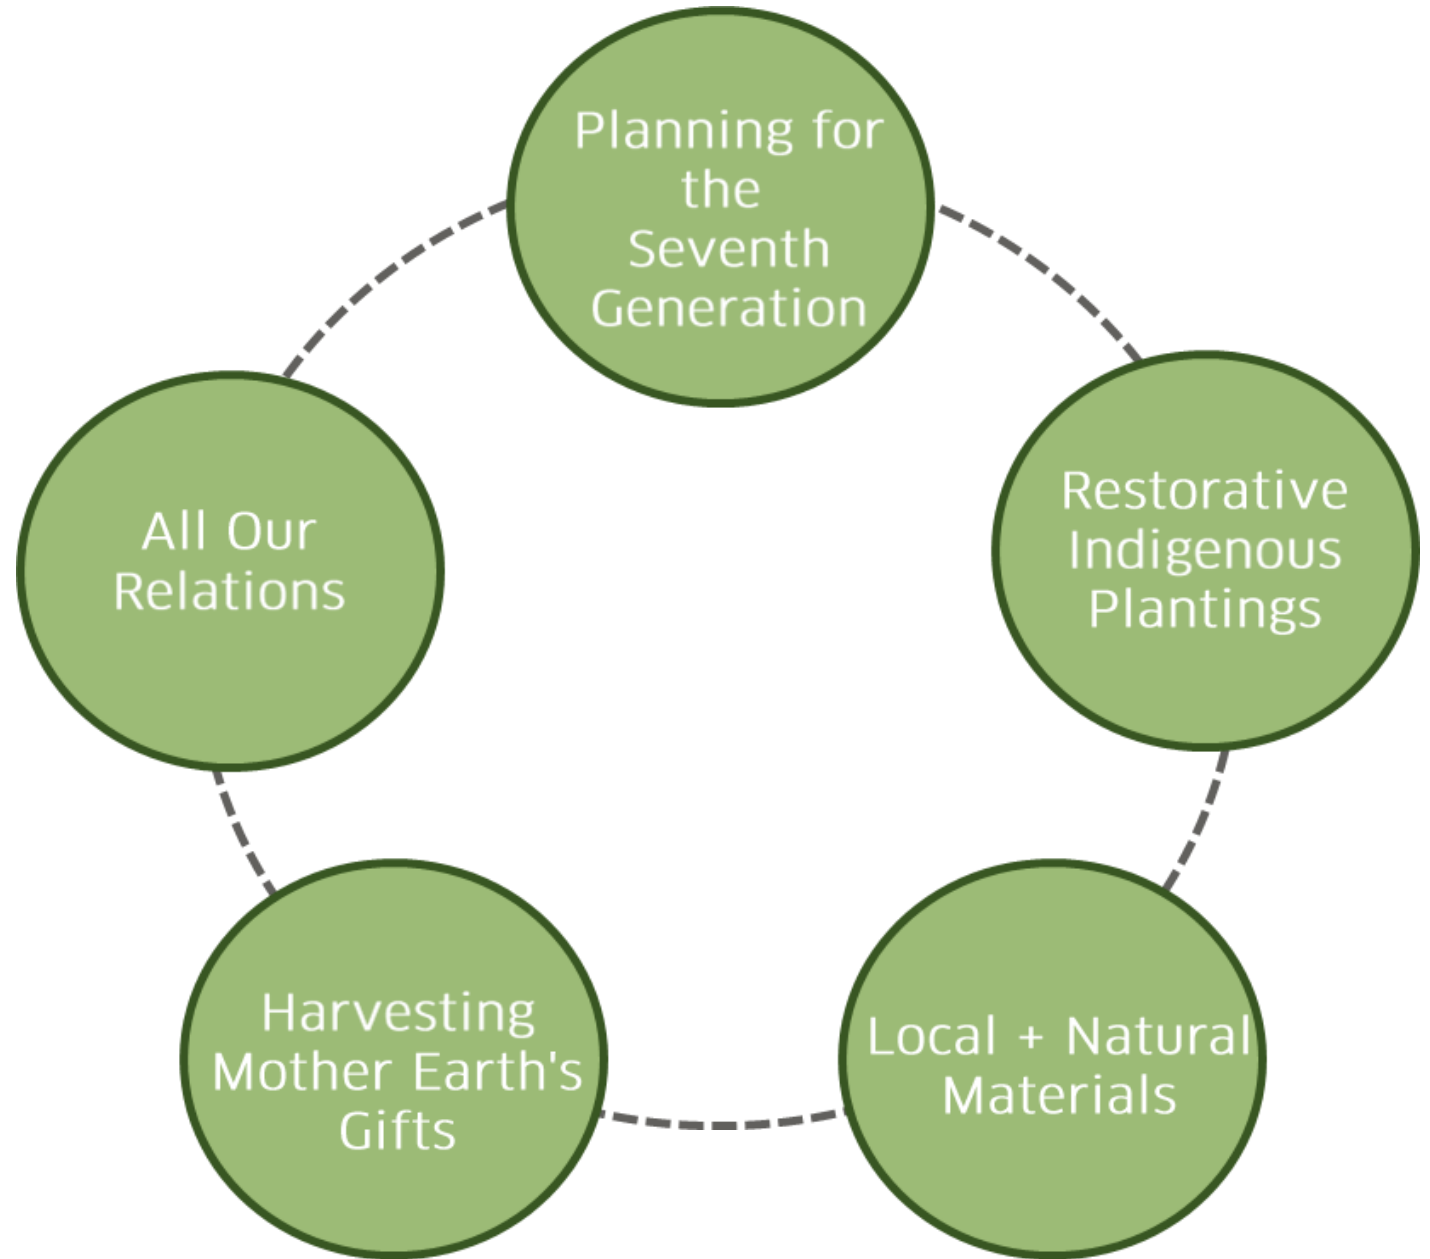 Planning for
the
Seventh
Generation
Restorative
Indigenous
Plantings
Local + Natural
Materials
Harvesting
Mother Earth's
Gifts
All Our
Relations